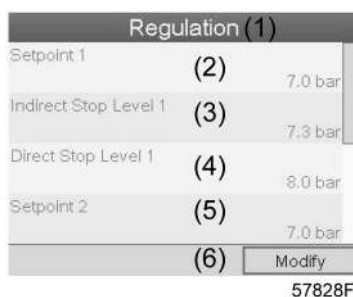 Regulation (1)
Setpoint 1
(2)
7.0 bar
Indirect Stop Level 1
(3)
7.3 bar
Direct Stop Level 1
(4)
8.0 bar
Setpoint 2
(5)
7.0 bar
(6) Modify
57828F